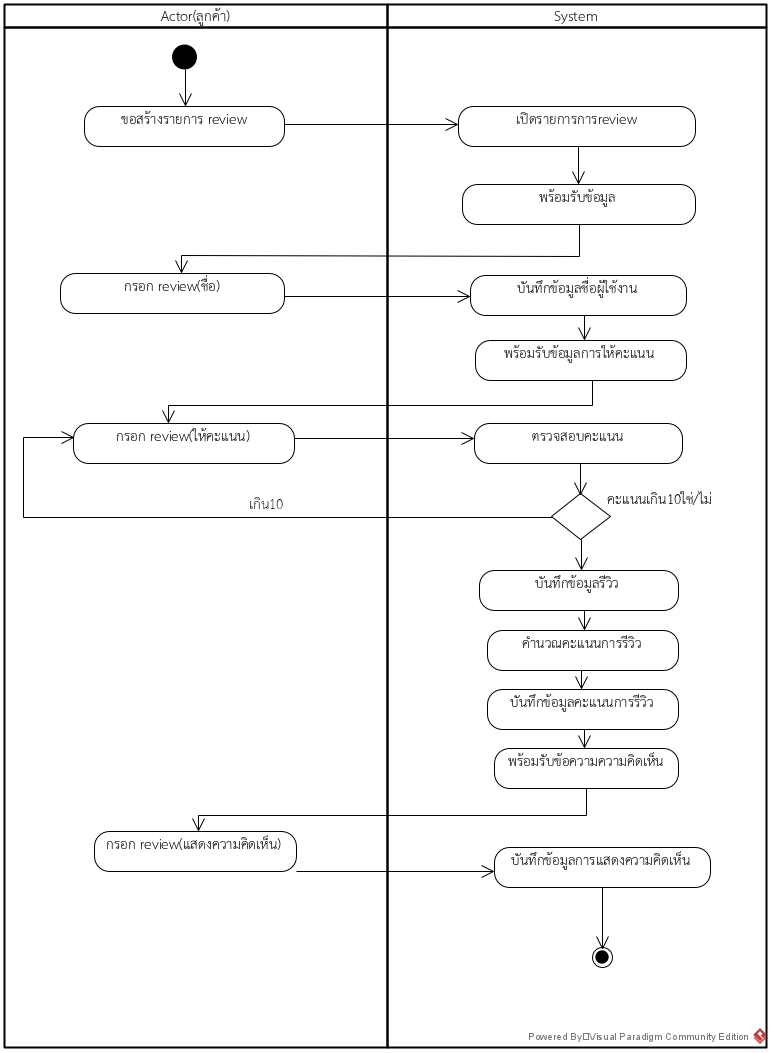 Actor(ลูกค้า)
System
ขอสร้างรายการ review
เปิดรายการการreview
พร้อมรับข้อมูล
กรอก review(ชื่อ)
บันทึกข้อมูลชื่อผู้ใช้งาน
พร้อมรับข้อมูลการให้คะแนน
กรอก review(ให้คะแนน)
ตรวจสอบคะแนน
เกิน10
คะแนนเกิน10ใช่/ไม่
บันทึกข้อมูลรีวิว
คำนวณคะแนนการรีวิว
บันทึกข้อมูลคะแนนการรีวิว
พร้อมรับข้อความความคิดเห็น
กรอก review(แสดงความคิดเห็น)
บันทึกข้อมูลการแสดงความคิดเห็น
Powered By Visual Paradigm Community Edition